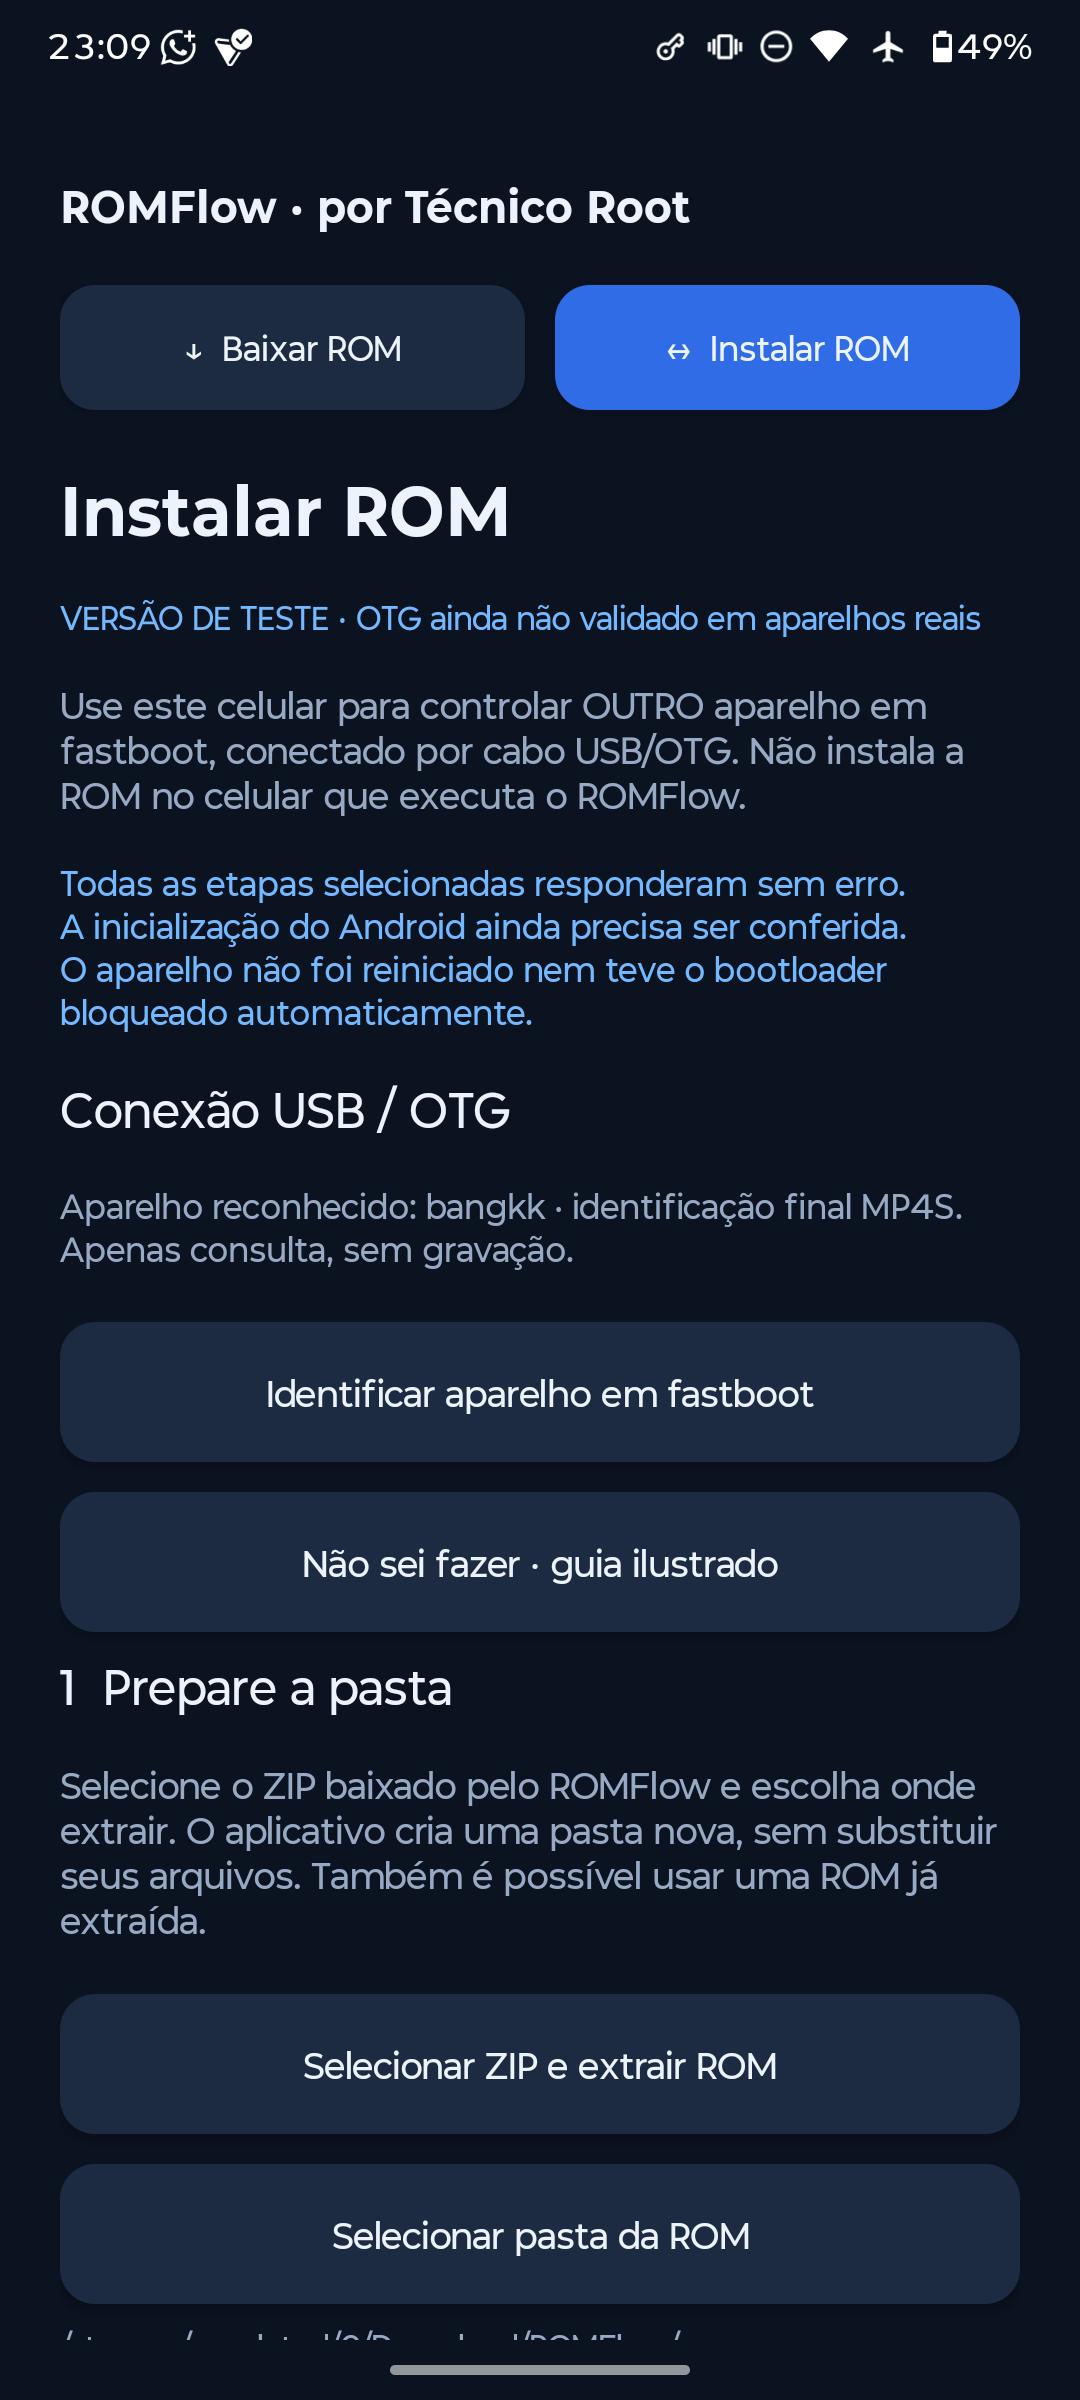 23:09
49%
ROMFlow · por Técnico Root
↓ Baixar ROM
↔ Instalar ROM
Instalar ROM
VERSÃO DE TESTE · OTG ainda não validado em aparelhos reais
Use este celular para controlar OUTRO aparelho em
fastboot, conectado por cabo USB/OTG. Não instala a
ROM no celular que executa o ROMFlow.
Todas as etapas selecionadas responderam sem erro.
A inicialização do Android ainda precisa ser conferida.
O aparelho não foi reiniciado nem teve o bootloader
bloqueado automaticamente.
Conexão USB / OTG
Aparelho reconhecido: bangkk · identificação final MP4S.
Apenas consulta, sem gravação.
Identificar aparelho em fastboot
Não sei fazer · guia ilustrado
1 Prepare a pasta
Selecione o ZIP baixado pelo ROMFlow e escolha onde
extrair. O aplicativo cria uma pasta nova, sem substituir
seus arquivos. Também é possível usar uma ROM já
extraída.
Selecionar ZIP e extrair ROM
Selecionar pasta da ROM